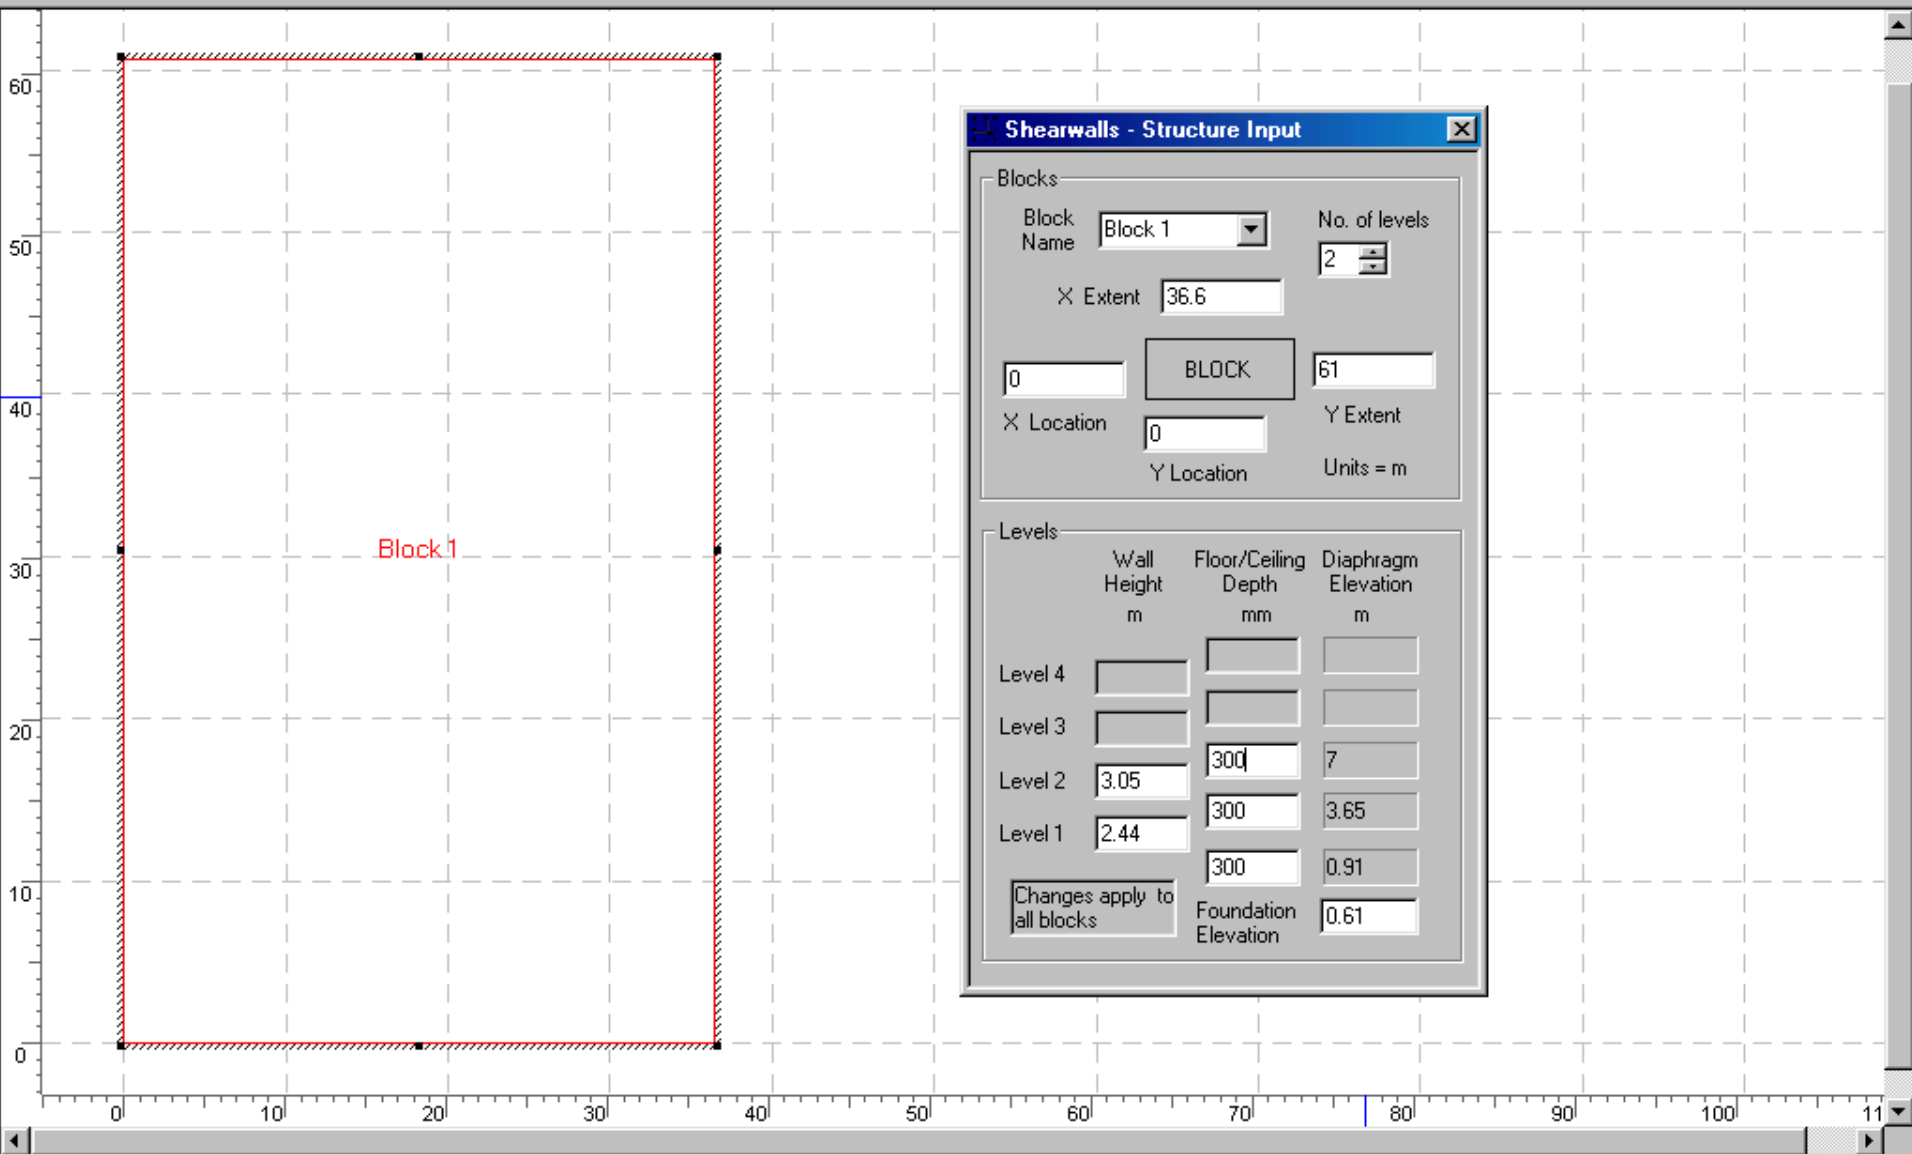 Shearwalls - Structure Input
Blocks
Block Name
Block 1
No. of levels
2
X Extent
36.6
0
BLOCK
61
X Location
0
Y Extent
Y Location
Units = m
Levels
Wall Height
m
Floor/Ceiling Depth
mm
Diaphragm Elevation
m
Level 4
Level 3
300
7
Level 2
3.05
300
3.65
Level 1
2.44
300
0.91
Changes apply to
all blocks
Foundation Elevation
0.61
Block 1
60
50
40
30
20
10
0
0 10 20 30 40 50 60 70 80 90 100 11